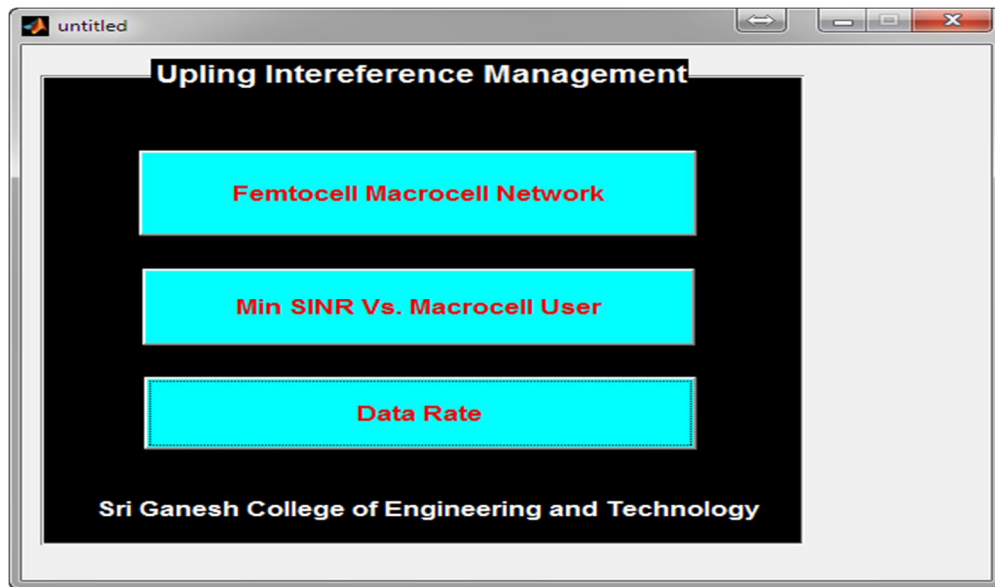 untitled
Upling Intereference Management
Femtocell Macrocell Network
Min SINR Vs. Macrocell User
Data Rate
Sri Ganesh College of Engineering and Technology